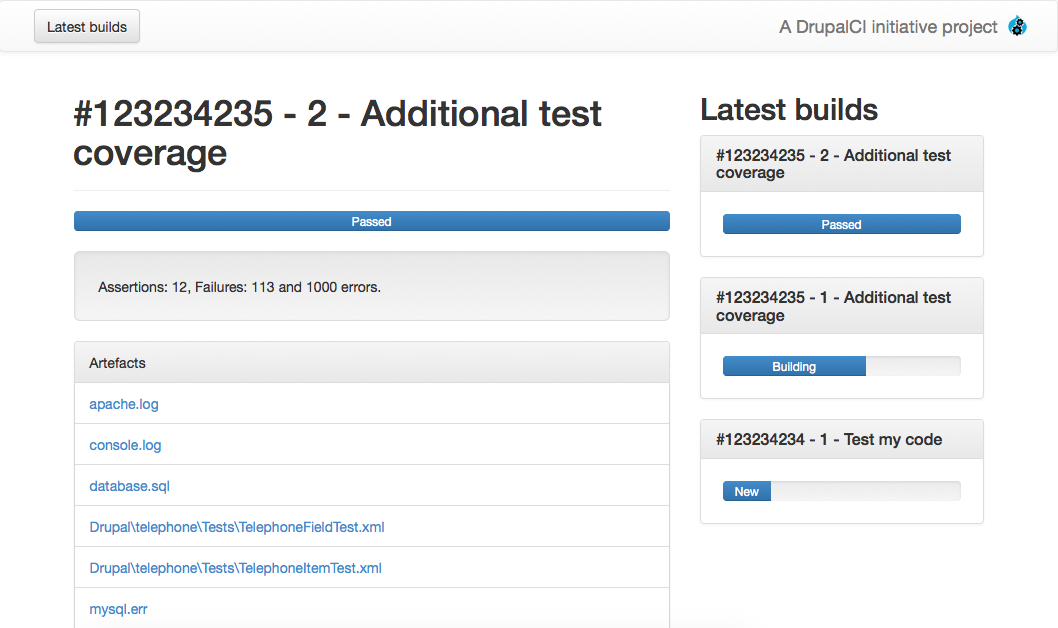 Latest builds
A DrupalCI initiative project
#123234235 - 2 - Additional test
coverage
Passed
Assertions: 12, Failures: 113 and 1000 errors.
Artefacts
apache.log
console.log
database.sql
Drupal\telephone\Tests\TelephoneFieldTest.xml
Drupal\telephone\Tests\TelephoneItemTest.xml
mysql.err
Latest builds
#123234235 - 2 - Additional test
coverage
Passed
#123234235 - 1 - Additional test
coverage
Building
#123234234 - 1 - Test my code
New